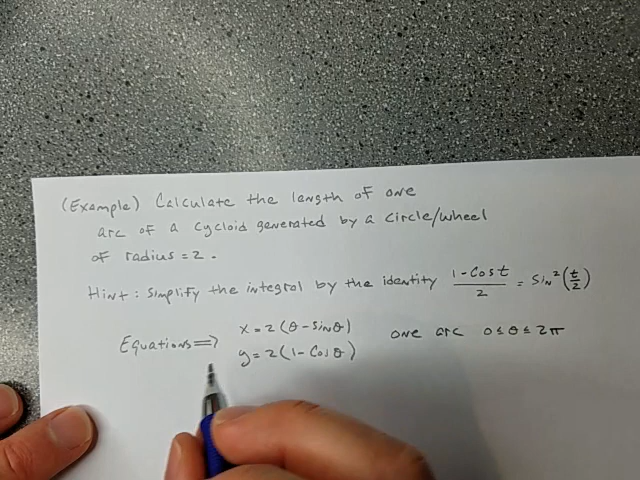 (Example) Calculate the length of one
arc of a cycloid generated by a circle/wheel
of radius = 2.
Hint: Simplify the integral by the identity (1 - Cos t)/2 = Sin²(t/2)
Equations ⇒ x = 2(θ - sinθ) one arc 0 ≤ θ ≤ 2π
y = 2(1 - Cosθ)